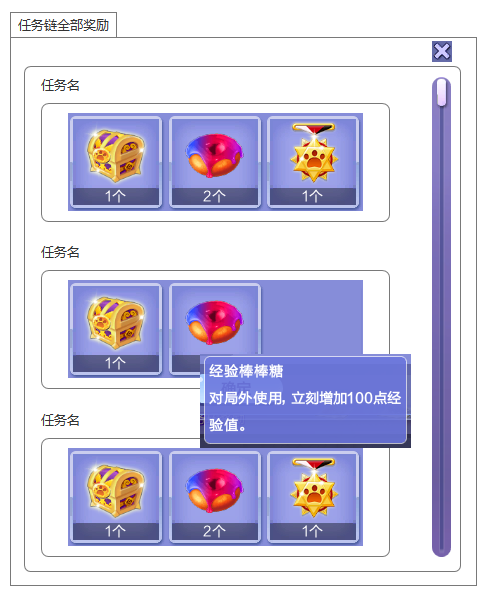 任务链全部奖励
任务名
1个 2个 1个
任务名
1个
经验棒棒糖
对局外使用, 立刻增加100点经
验值。
任务名
1个 2个 1个